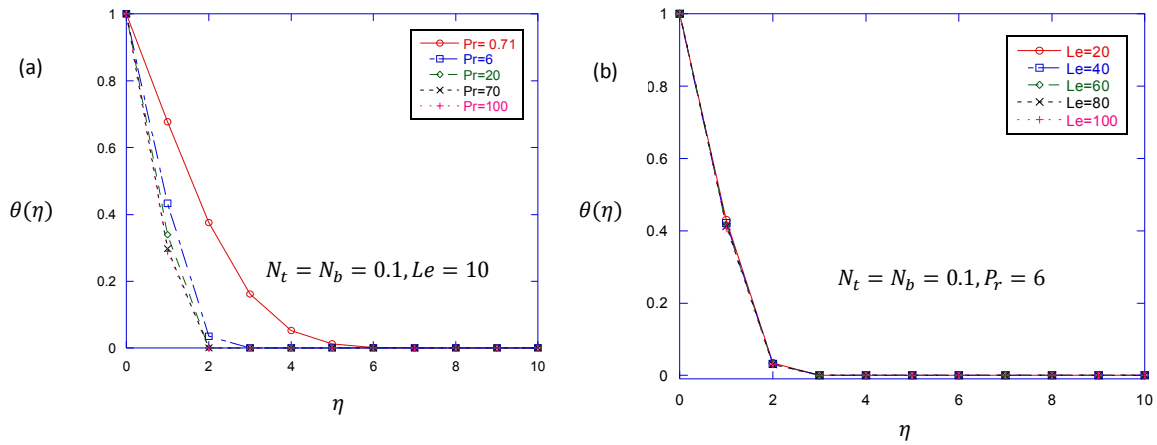 (a)
1
0.8
0.6
0.4
0.2
0
θ(η)
Pr= 0.71
Pr=6
Pr=20
Pr=70
Pr=100
N_t = N_b = 0.1, Le = 10
0 2 4 6 8 10
η
(b)
1
0.8
0.6
0.4
0.2
0
θ(η)
Le=20
Le=40
Le=60
Le=80
Le=100
N_t = N_b = 0.1, P_r = 6
0 2 4 6 8 10
η